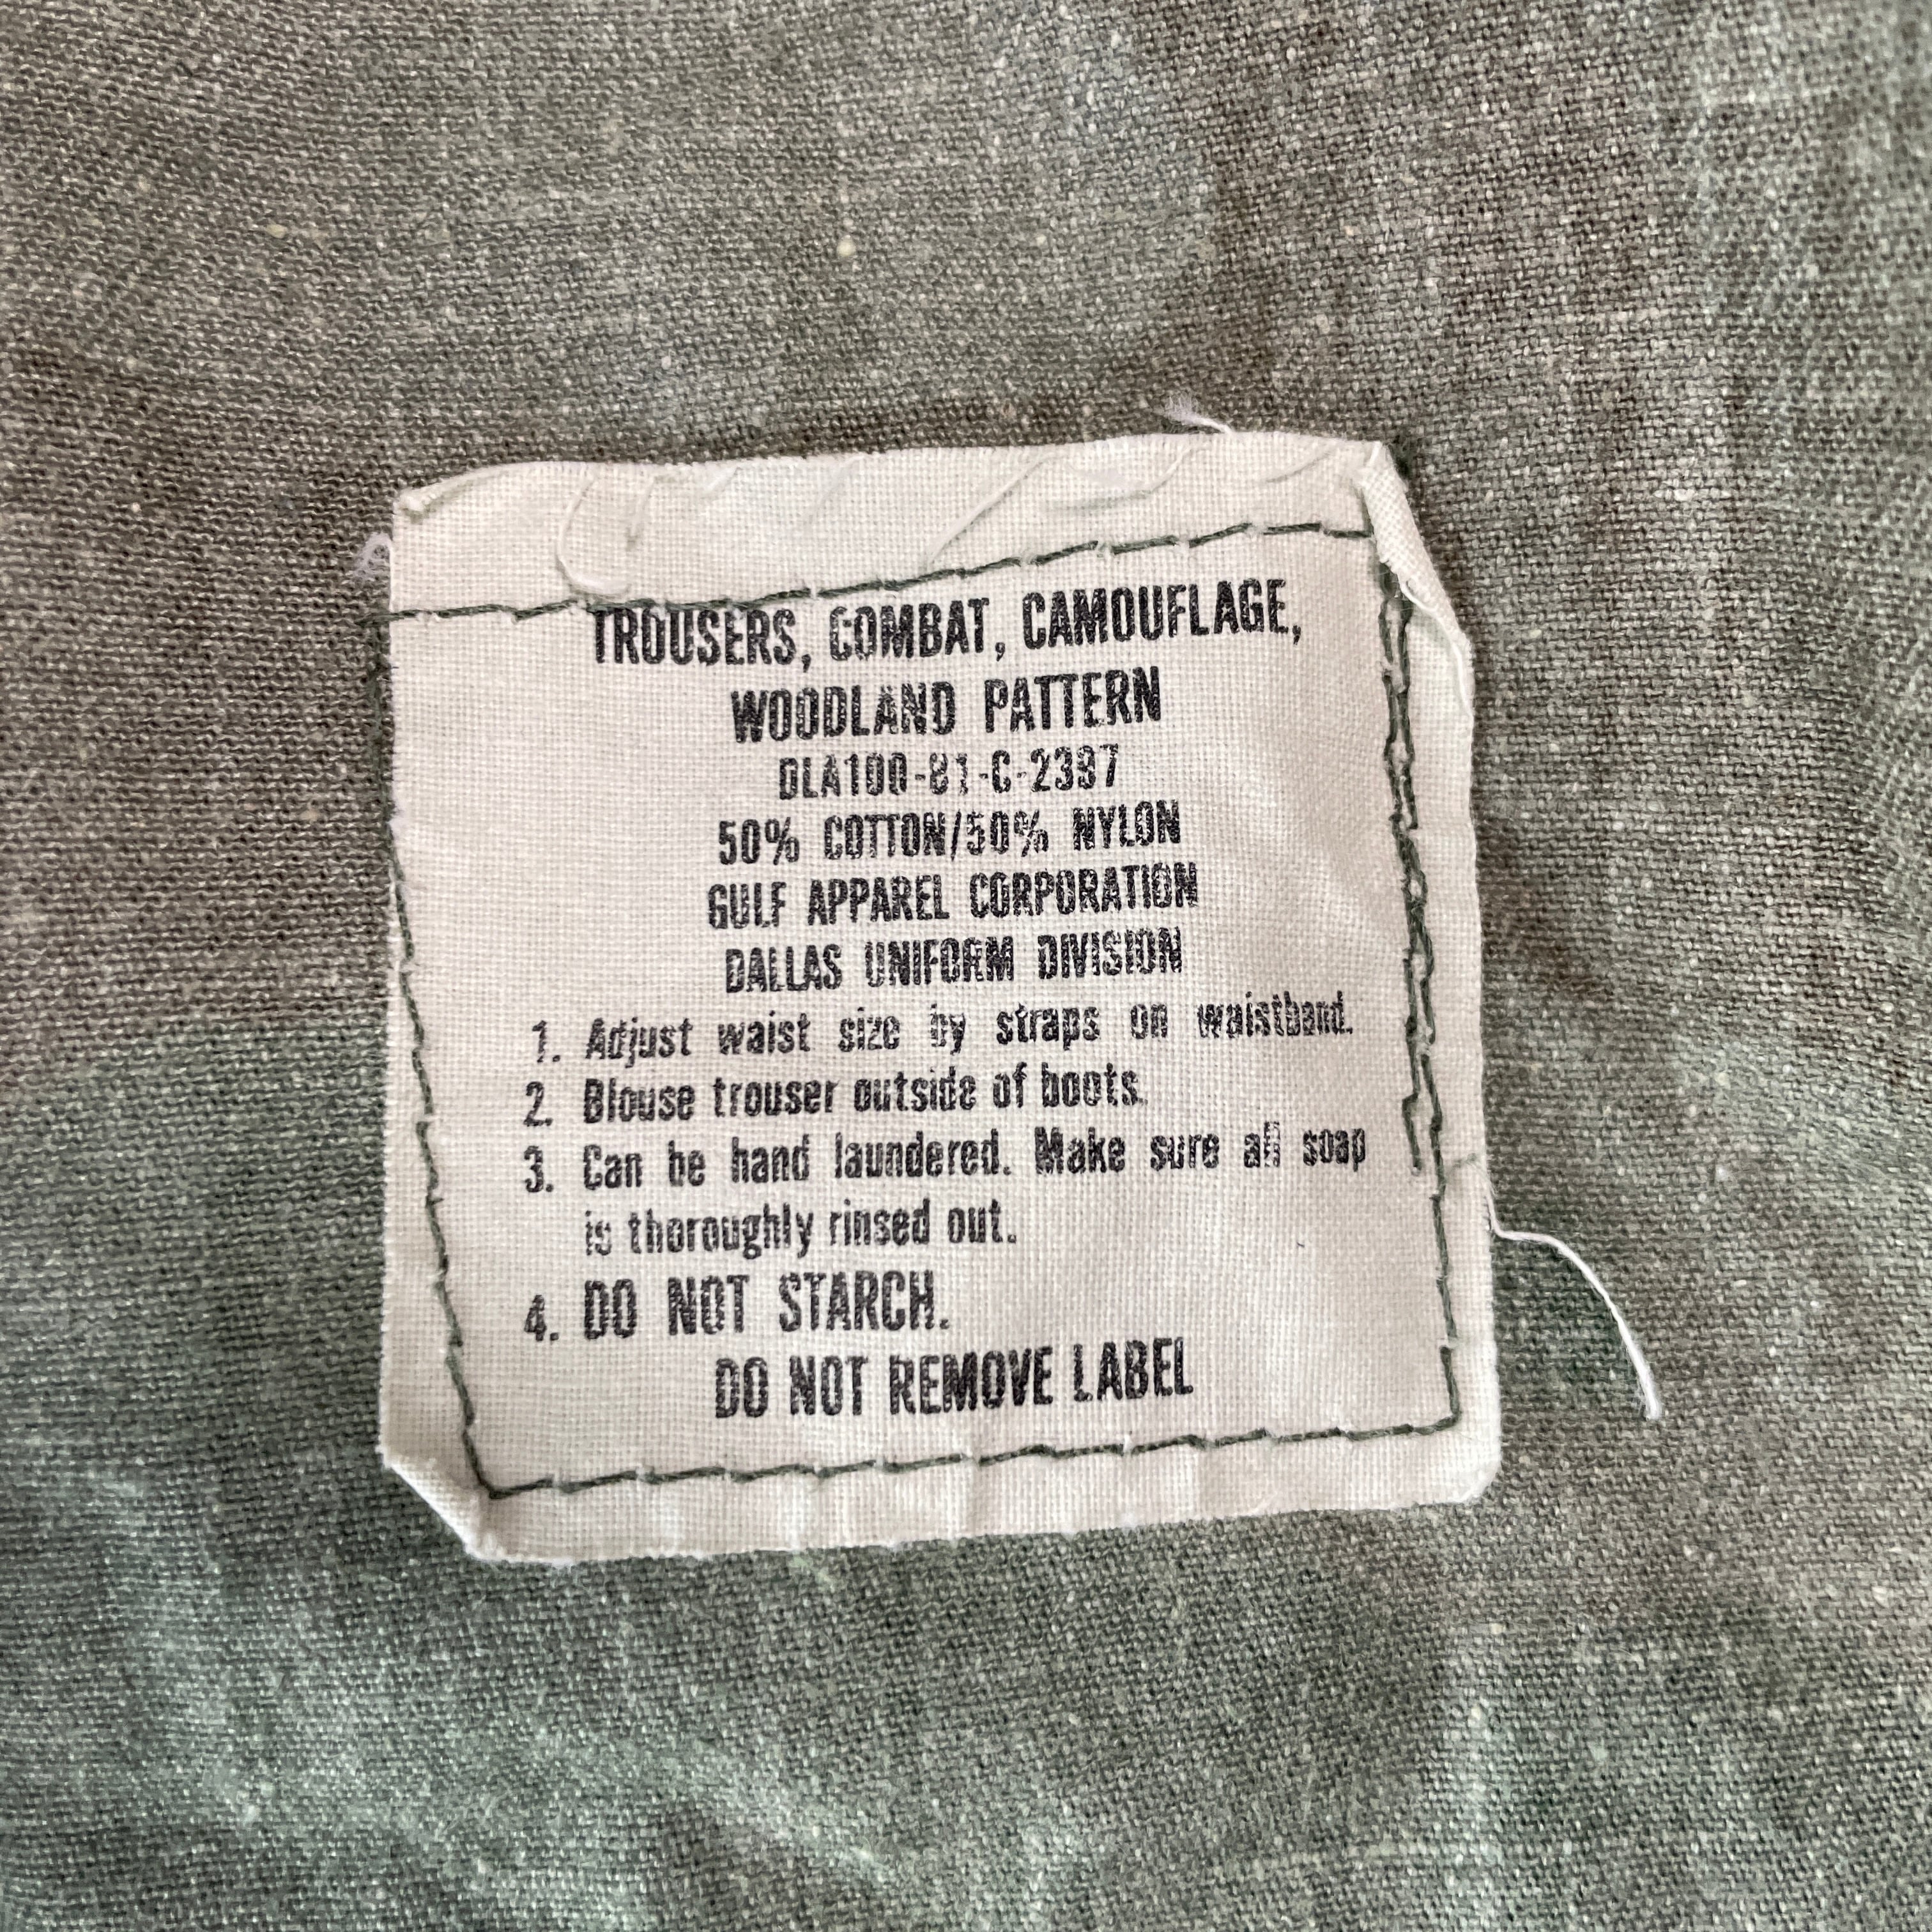 TROUSERS, COMBAT, CAMOUFLAGE,
WOODLAND PATTERN
DLA100-81-C-2397
50% COTTON/50% NYLON
GULF APPAREL CORPORATION
DALLAS UNIFORM DIVISION
1. Adjust waist size by straps on waistband.
2. Blouse trouser outside of boots.
3. Can be hand laundered. Make sure all soap
is thoroughly rinsed out.
4. DO NOT STARCH.
DO NOT REMOVE LABEL